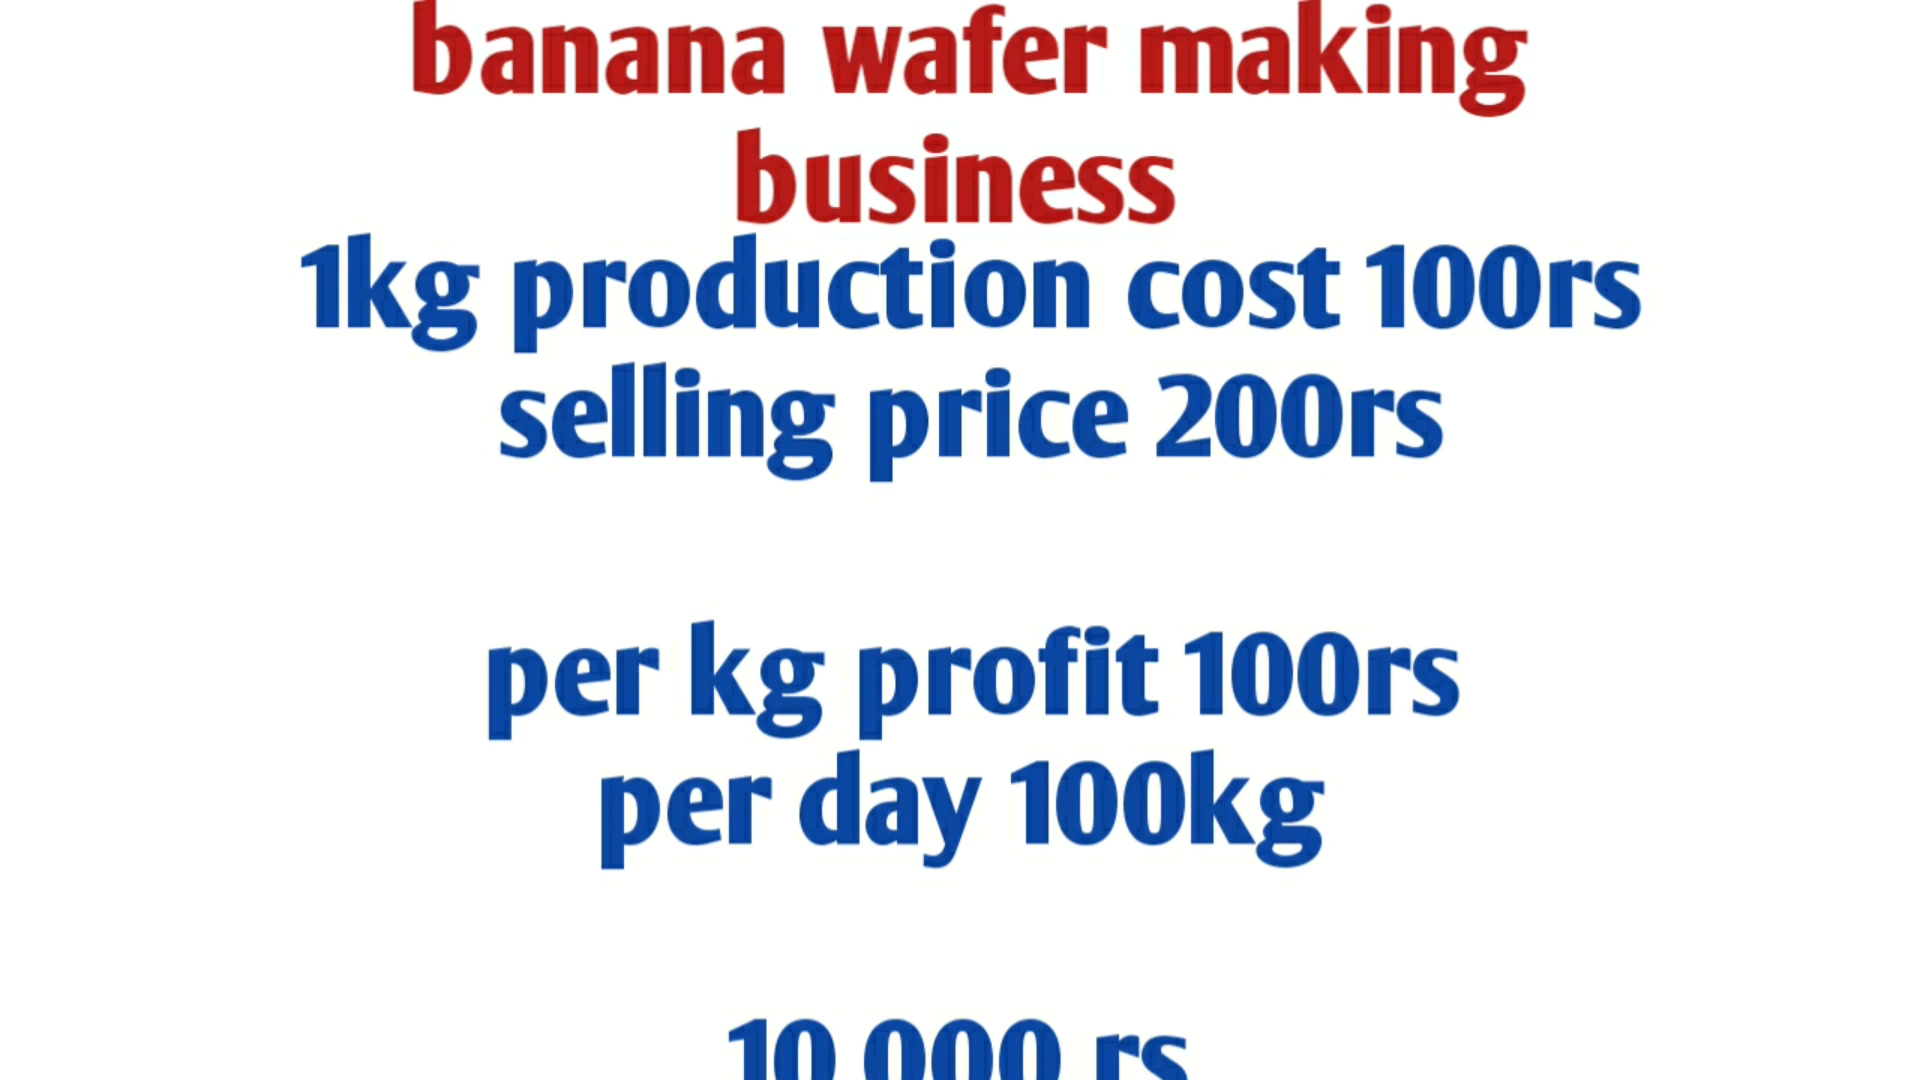 banana wafer making
business
1kg production cost 100rs
selling price 200rs
per kg profit 100rs
per day 100kg
10 000 rs